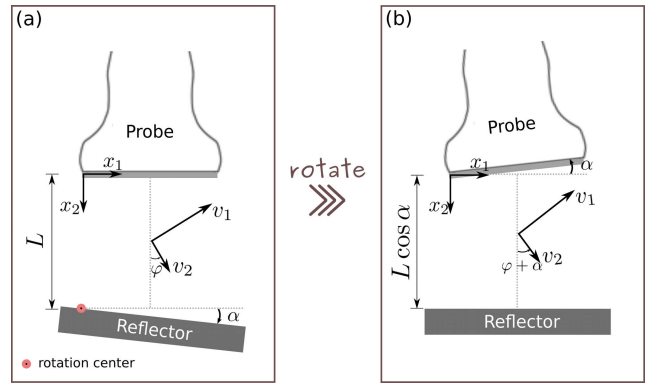 (a)
Probe
x₁
x₂
L
v₁
v₂
φ
α
Reflector
rotation center
rotate
(b)
Probe
x₁
α
x₂
L cos α
v₁
v₂
φ + α
Reflector